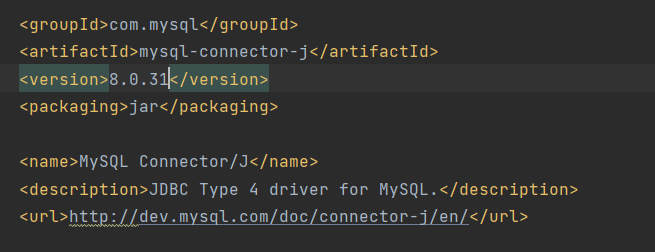 <groupId>com.mysql</groupId>
<artifactId>mysql-connector-j</artifactId>
<version>8.0.31</version>
<packaging>jar</packaging>
<name>MySQL Connector/J</name>
<description>JDBC Type 4 driver for MySQL.</description>
<url>http://dev.mysql.com/doc/connector-j/en/</url>